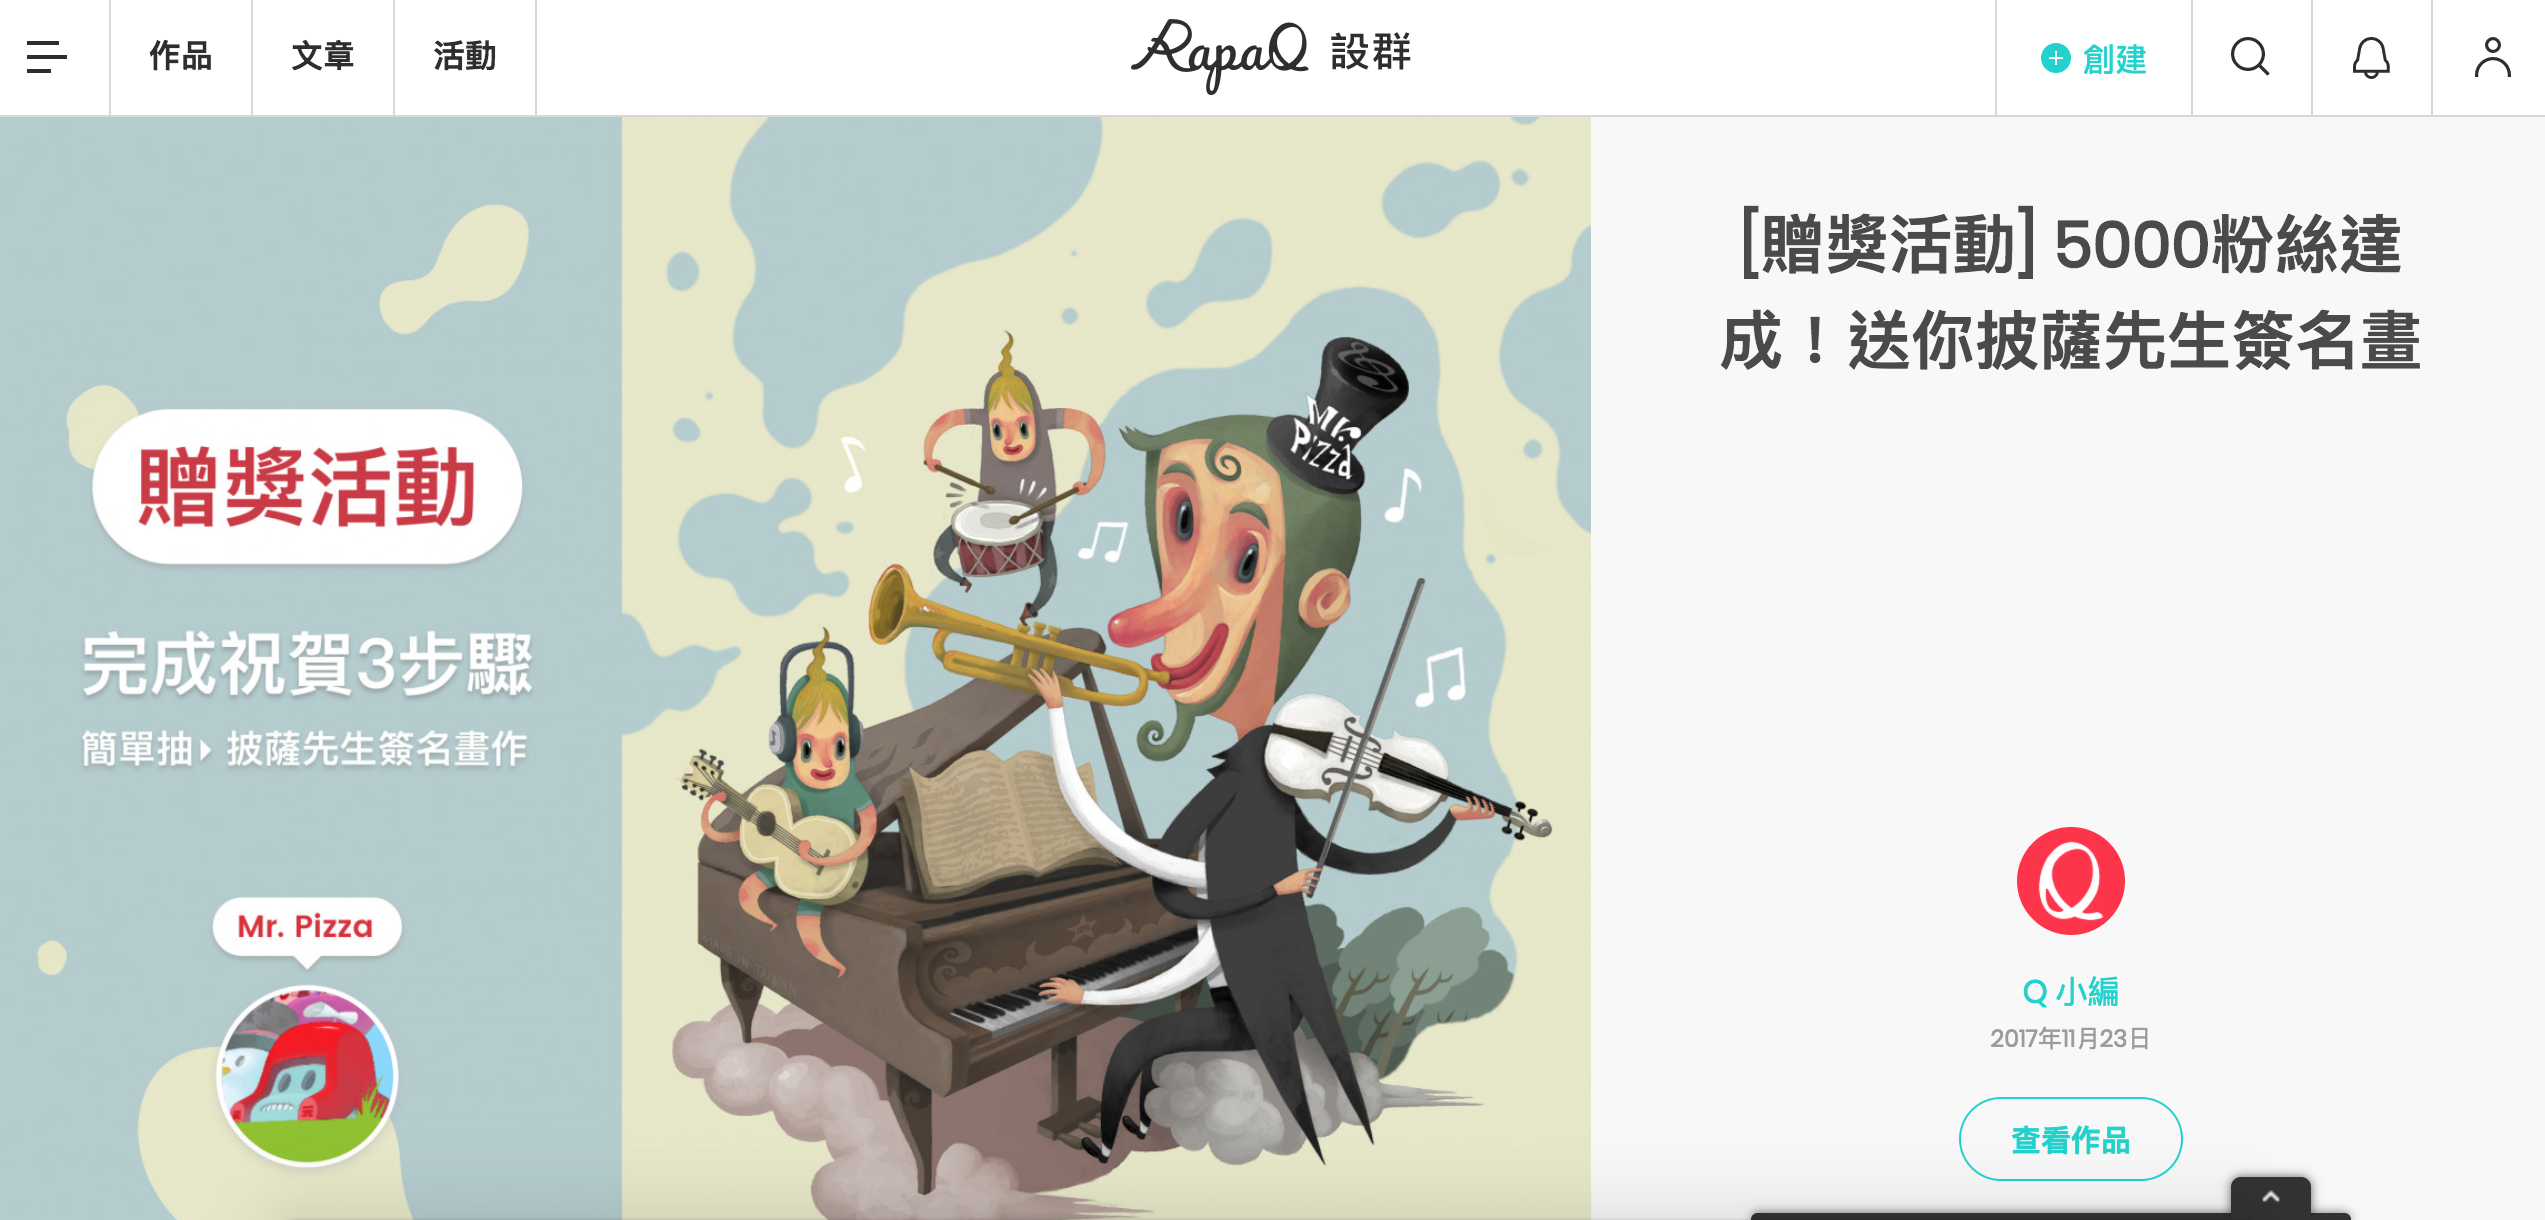 作品
文章
活動
RapaQ 設群
創建
贈獎活動
完成祝賀3步驟
簡單抽▸ 披薩先生簽名畫作
Mr. Pizza
Mr.
Pizza
MADE IN TAIWAN
[贈獎活動] 5000粉絲達
成！送你披薩先生簽名畫
Q 小編
2017年11月23日
查看作品